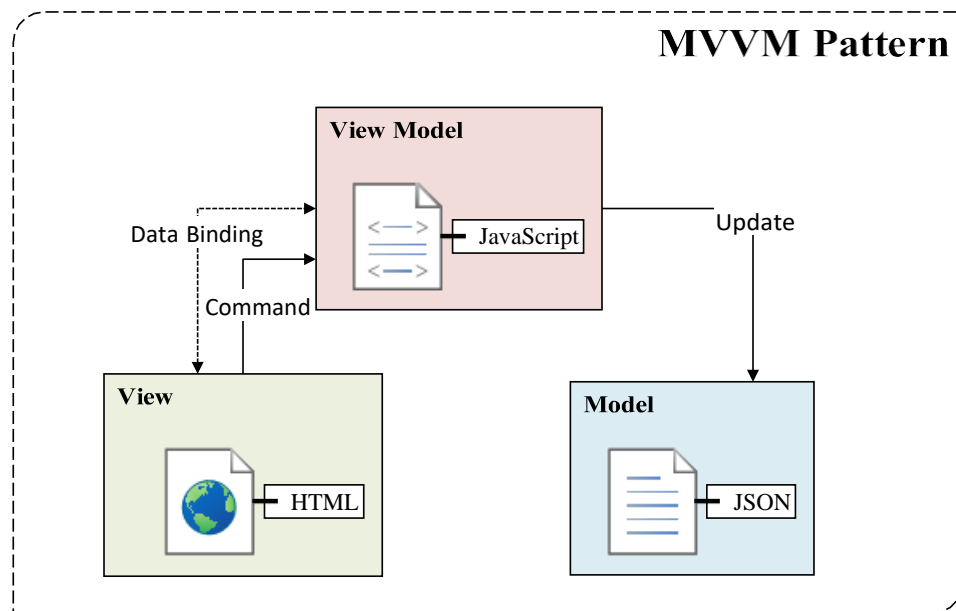 MVVM Pattern
View Model
JavaScript
Data Binding
Update
Command
View
HTML
Model
JSON